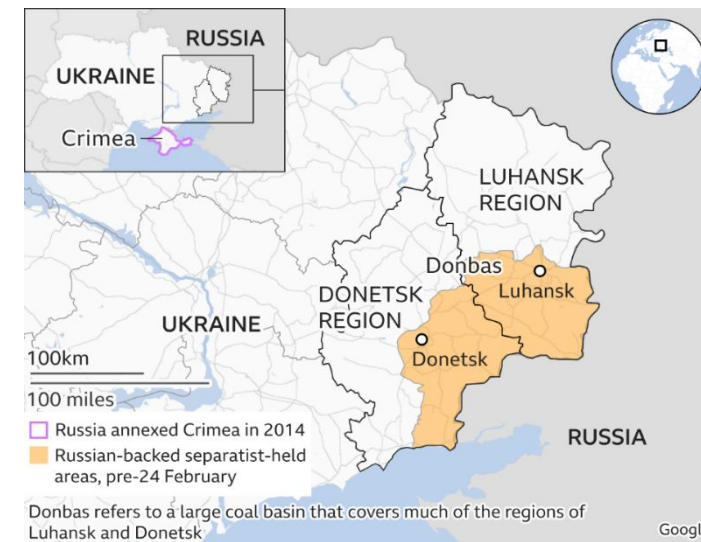 RUSSIA
UKRAINE
Crimea
LUHANSK
REGION
Donbas
Luhansk
DONETSK
REGION
UKRAINE
Donetsk
100km
100 miles
RUSSIA
Russia annexed Crimea in 2014
Russian-backed separatist-held
areas, pre-24 February
Donbas refers to a large coal basin that covers much of the regions of
Luhansk and Donetsk
Googl